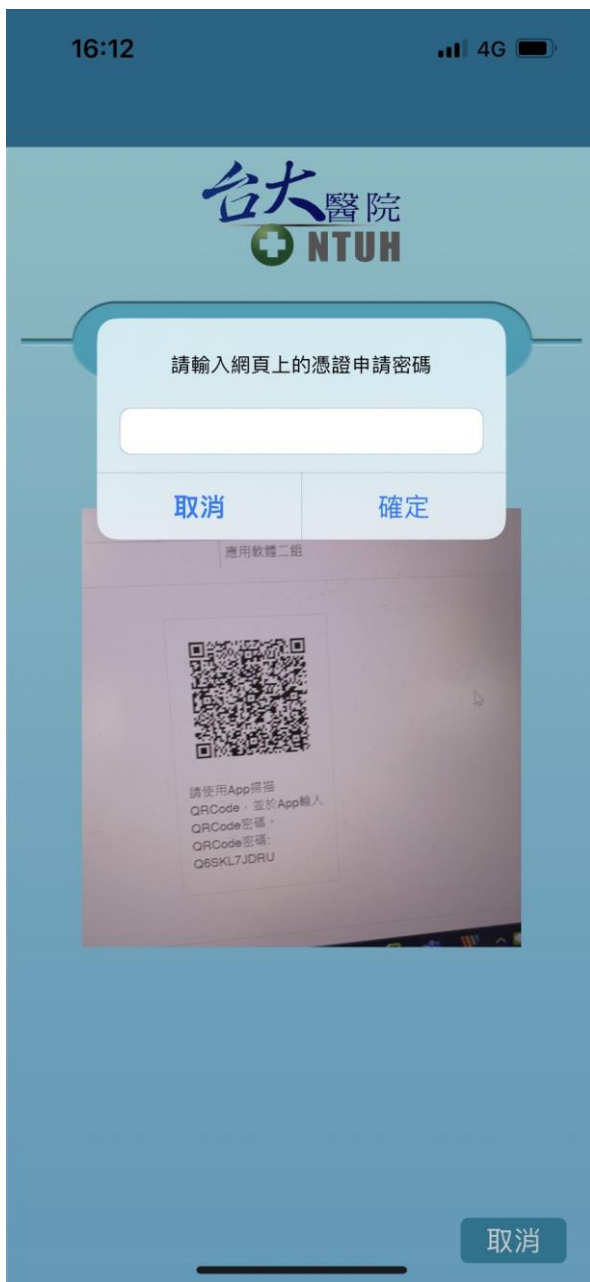 16:12
4G
台大醫院
NTUH
請輸入網頁上的憑證申請密碼
取消
確定
應用軟體二組
請使用App掃描
QRCode，並於App輸入
QRCode密碼。
QRCode密碼:
Q6SKL7JDRU
取消